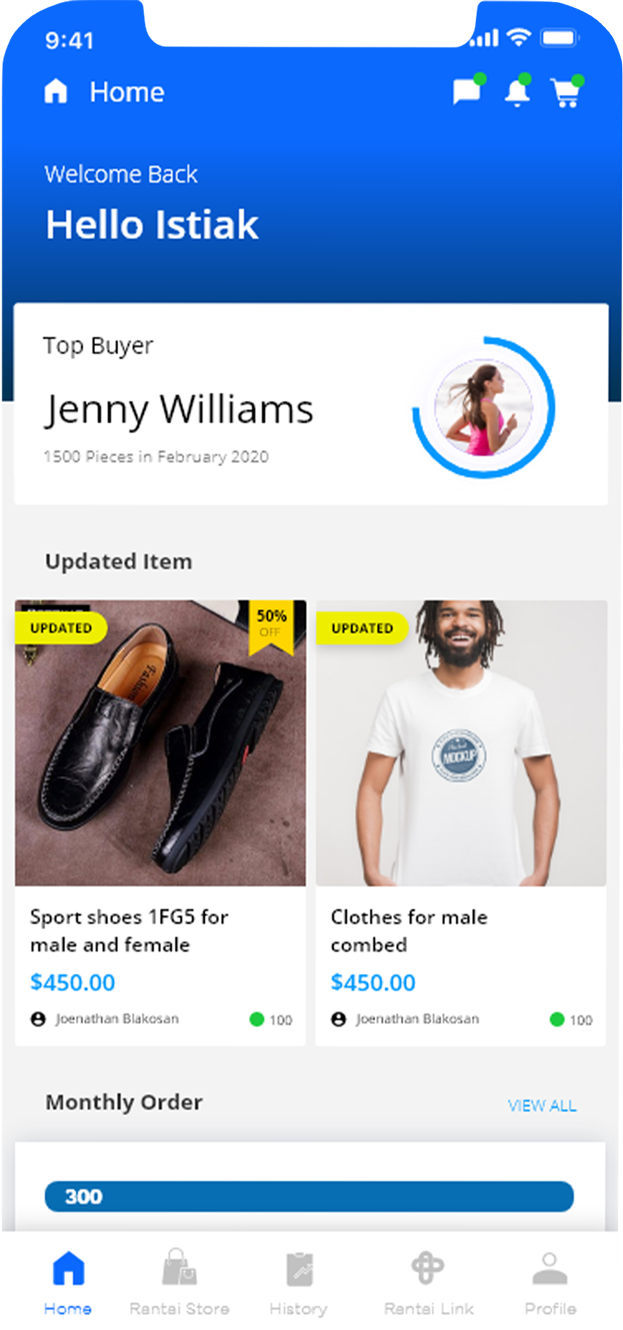 9:41
Home
Welcome Back
Hello Istiak
Top Buyer
Jenny Williams
1500 Pieces in February 2020
Updated Item
UPDATED
50%
OFF
UPDATED
Fashion
MOCKUP
Sport shoes 1FG5 for
male and female
$450.00
Joenathan Blakosan
100
Clothes for male
combed
$450.00
Joenathan Blakosan
100
Monthly Order
VIEW ALL
300
Home
Rantai Store
History
Rantai Link
Profile